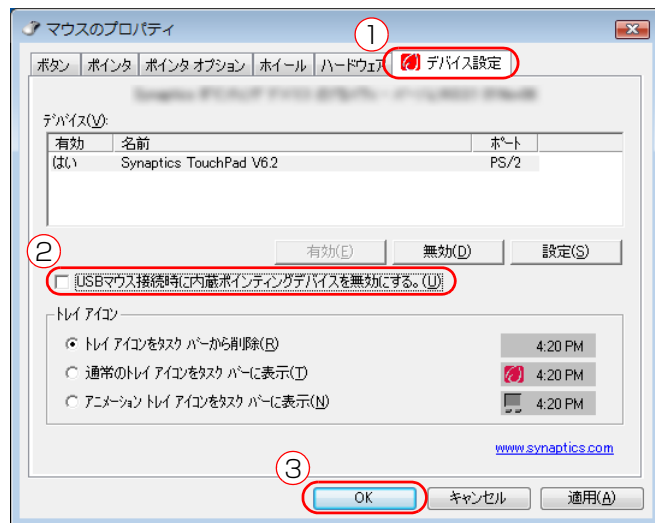 マウスのプロパティ
①
ボタン ポインタ ポインタ オプション ホイール ハードウェア デバイス設定
デバイス(V):
有効 名前 ポート
はい Synaptics TouchPad V6.2 PS/2
有効(E) 無効(D) 設定(S)
②
USBマウス接続時に内蔵ポインティングデバイスを無効にする。(U)
トレイ アイコン
トレイ アイコンをタスク バーから削除(R) 4:20 PM
通常のトレイ アイコンをタスク バーに表示(T) 4:20 PM
アニメーション トレイ アイコンをタスク バーに表示(N) 4:20 PM
www.synaptics.com
③
OK キャンセル 適用(A)